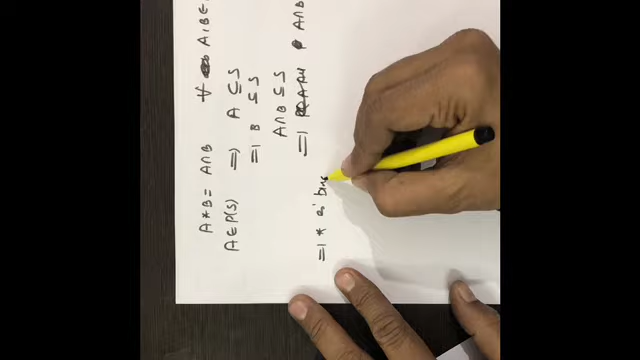 A * B = A ∩ B ∀ A, B ∈
A ∈ P(S) ⇒ A ⊆ S
⇒ B ⊆ S
A ∩ B ⊆ S
⇒ A ∩ B
⇒ * is bin